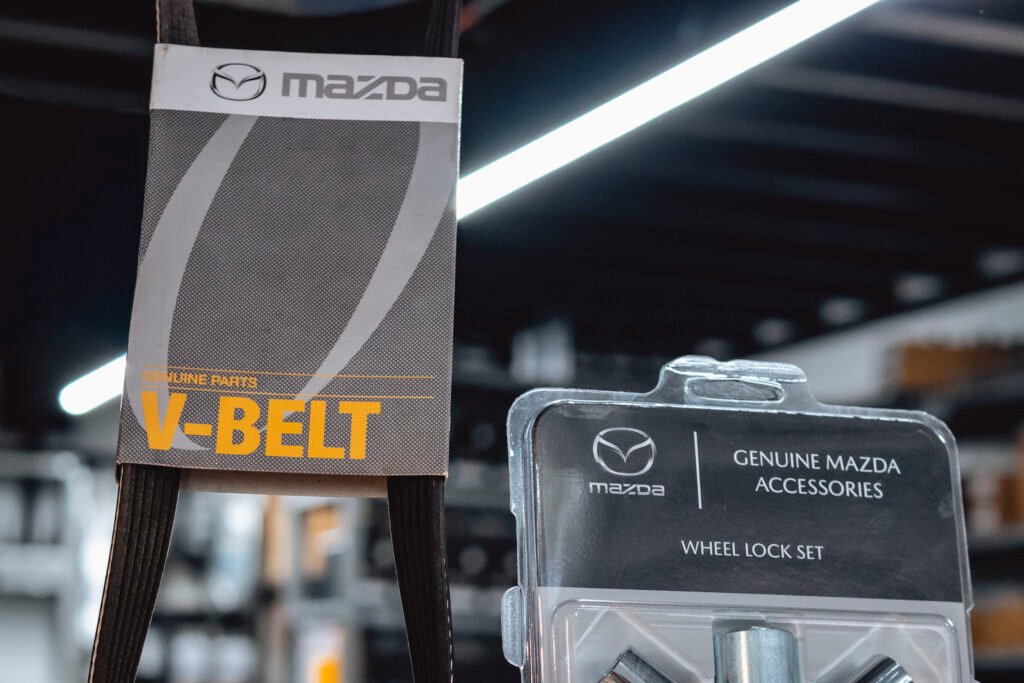 mazda
GENUINE PARTS
V-BELT
mazda
GENUINE MAZDA
ACCESSORIES
WHEEL LOCK SET